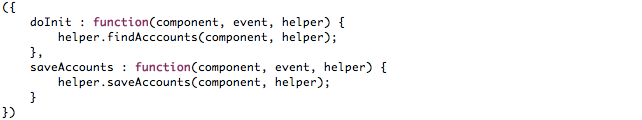 ({
    doInit : function(component, event, helper) {
        helper.findAcccounts(component, helper);
    },
    saveAccounts : function(component, event, helper) {
        helper.saveAccounts(component, helper);
    }
})